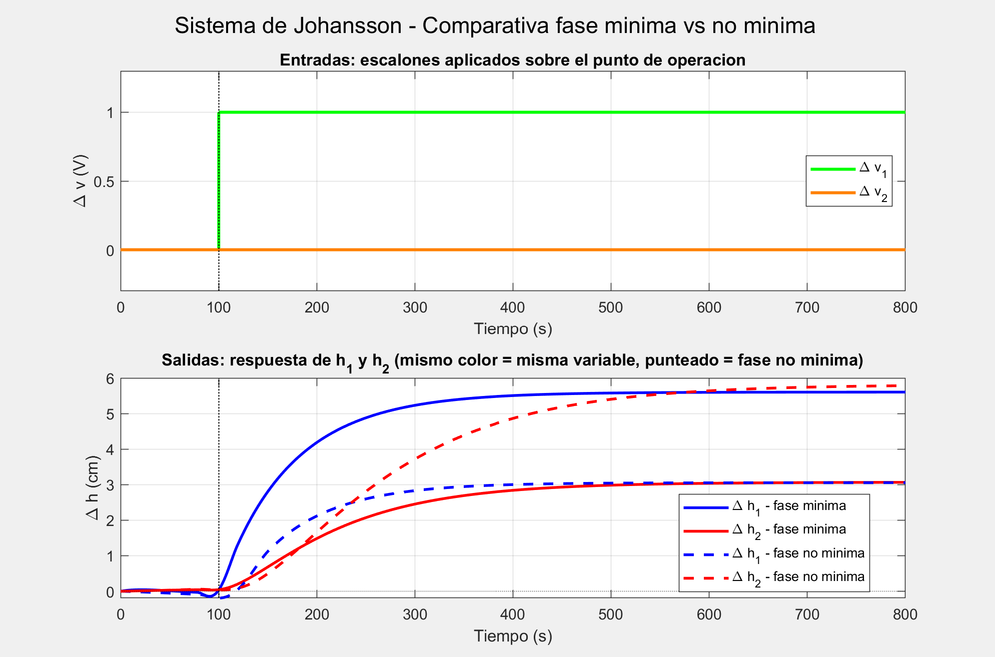 Sistema de Johansson - Comparativa fase minima vs no minima
Entradas: escalones aplicados sobre el punto de operacion
1
0.5
0
Δ v (V)
Δ v₁
Δ v₂
0 100 200 300 400 500 600 700 800
Tiempo (s)
Salidas: respuesta de h₁ y h₂ (mismo color = misma variable, punteado = fase no minima)
6
5
4
3
2
1
0
Δ h (cm)
Δ h₁ - fase minima
Δ h₂ - fase minima
Δ h₁ - fase no minima
Δ h₂ - fase no minima
0 100 200 300 400 500 600 700 800
Tiempo (s)